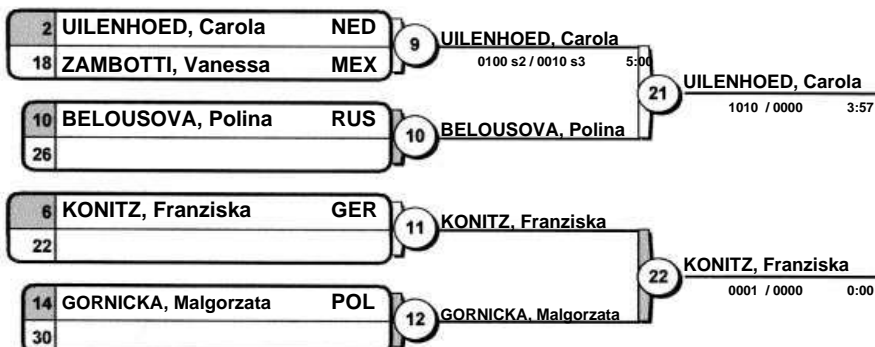 2 UILENHOED, Carola NED
18 ZAMBOTTI, Vanessa MEX
9
UILENHOED, Carola
0100 s2 / 0010 s3 5:00
10 BELOUSOVA, Polina RUS
26
10
BELOUSOVA, Polina
21
UILENHOED, Carola
1010 / 0000 3:57
6 KONITZ, Franziska GER
22
11
KONITZ, Franziska
14 GORNICKA, Malgorzata POL
30
12
GORNICKA, Malgorzata
22
KONITZ, Franziska
0001 / 0000 0:00